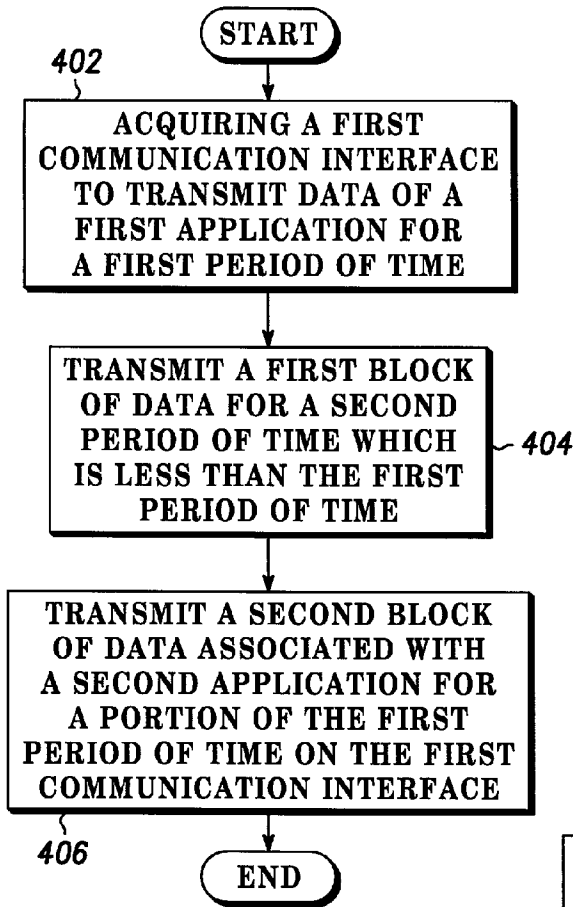 START
402
ACQUIRING A FIRST
COMMUNICATION INTERFACE
TO TRANSMIT DATA OF A
FIRST APPLICATION FOR
A FIRST PERIOD OF TIME
TRANSMIT A FIRST BLOCK
OF DATA FOR A SECOND
PERIOD OF TIME WHICH
IS LESS THAN THE FIRST
PERIOD OF TIME
404
TRANSMIT A SECOND BLOCK
OF DATA ASSOCIATED WITH
A SECOND APPLICATION FOR
A PORTION OF THE FIRST
PERIOD OF TIME ON THE FIRST
COMMUNICATION INTERFACE
406
END